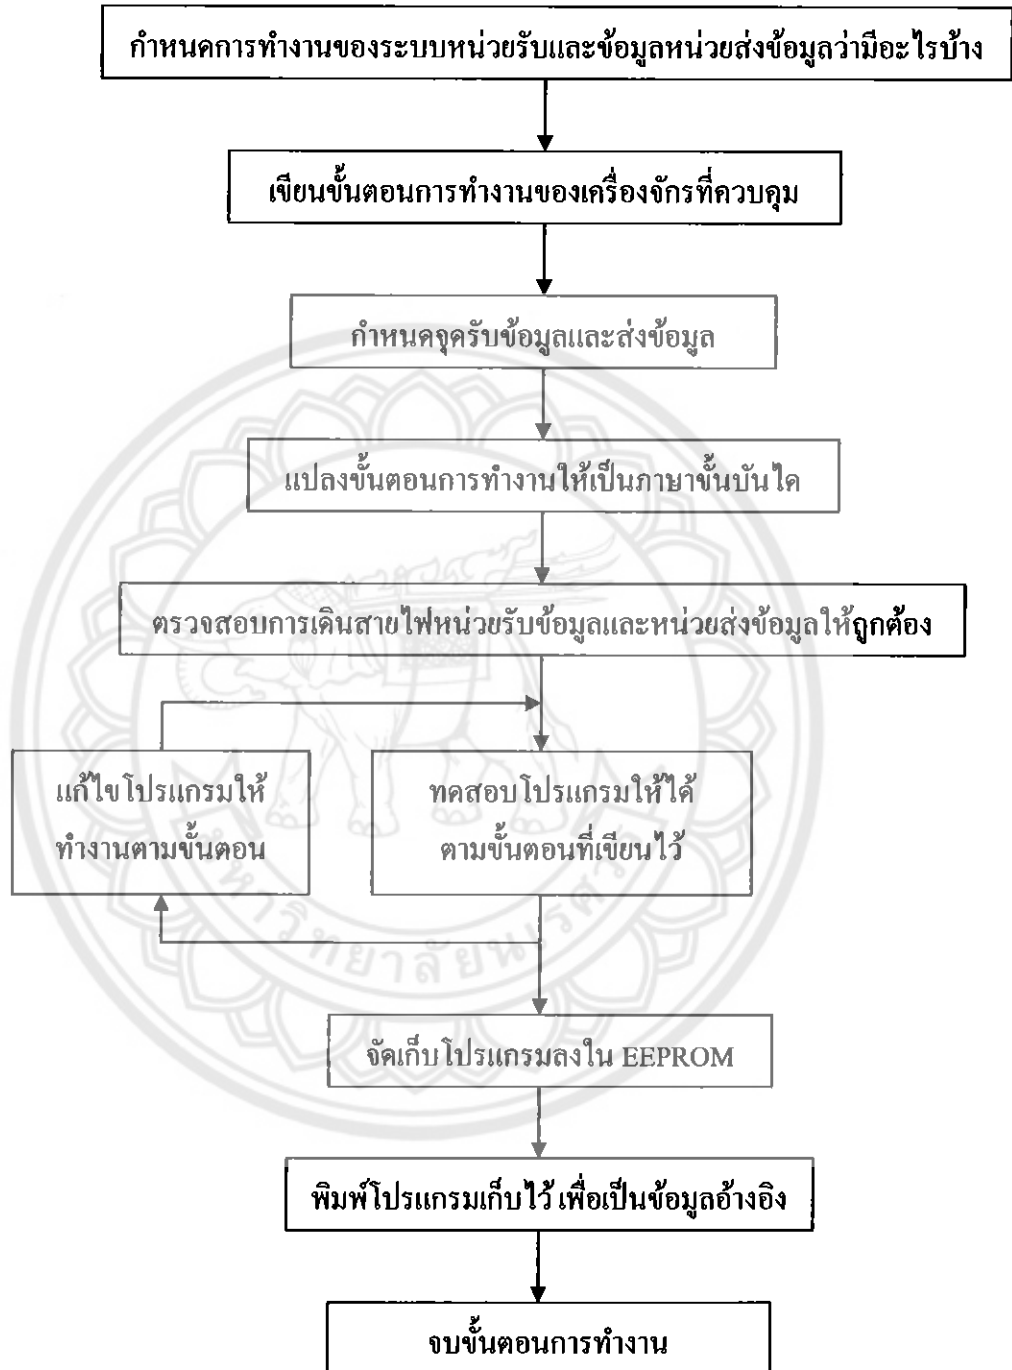 กำหนดการทำงานของระบบหน่วยรับและข้อมูลหน่วยส่งข้อมูลว่ามีอะไรบ้าง
เขียนขั้นตอนการทำงานของเครื่องจักรที่ควบคุม
กำหนดจุดรับข้อมูลและส่งข้อมูล
แปลงขั้นตอนการทำงานให้เป็นภาษาขั้นบันได
ตรวจสอบการเดินสายไฟหน่วยรับข้อมูลและหน่วยส่งข้อมูลให้ถูกต้อง
แก้ไขโปรแกรมให้
ทำงานตามขั้นตอน
ทดสอบโปรแกรมให้ได้
ตามขั้นตอนที่เขียนไว้
มหาวิทยาลัยนเรศวร
จัดเก็บโปรแกรมลงใน EEPROM
พิมพ์โปรแกรมเก็บไว้ เพื่อเป็นข้อมูลอ้างอิง
จบขั้นตอนการทำงาน